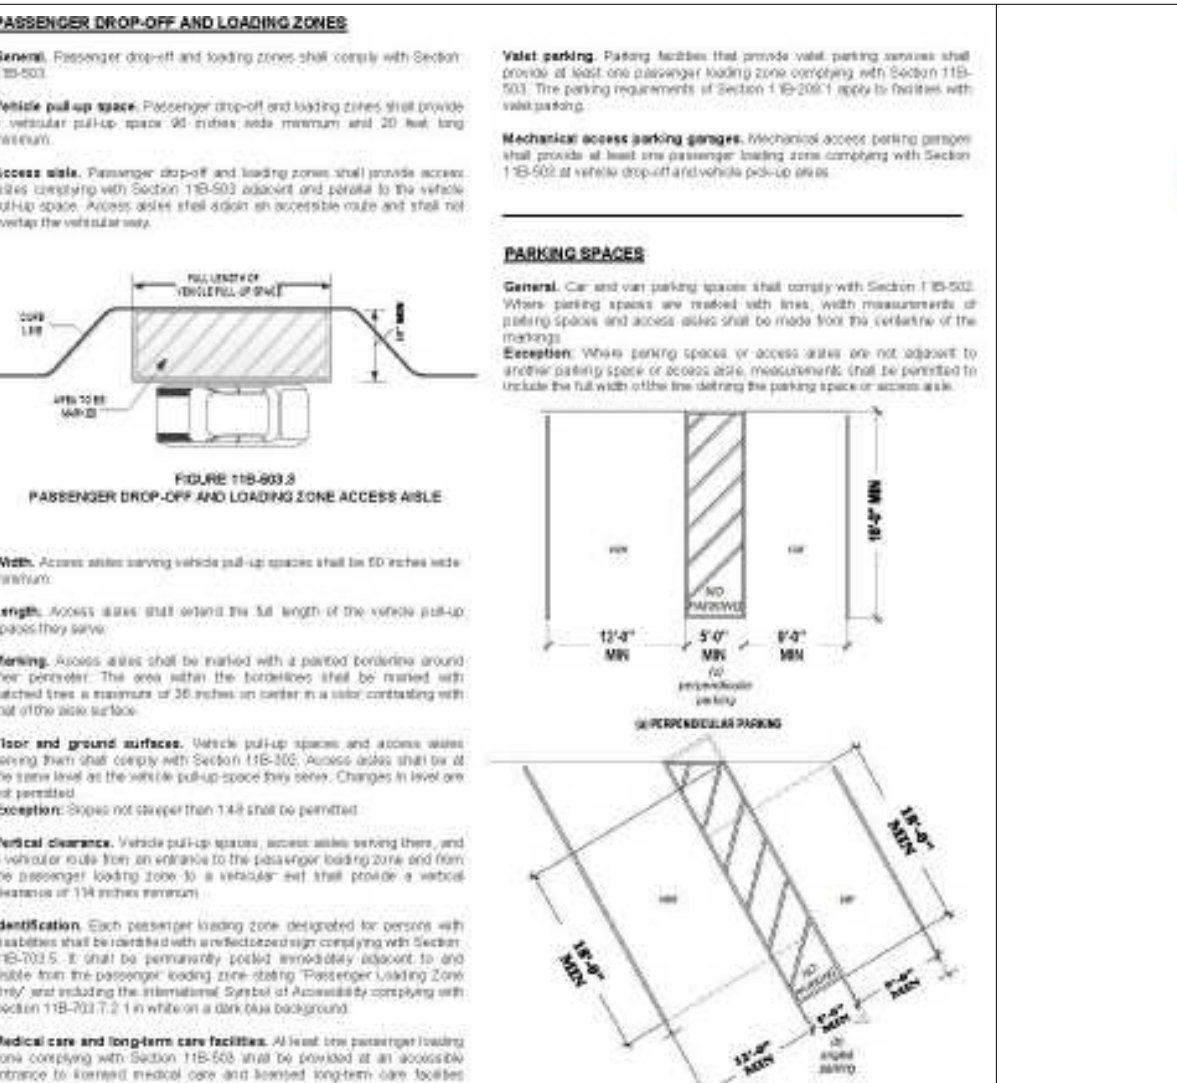 PASSENGER DROP-OFF AND LOADING ZONES
General. Passenger drop-off and loading zones shall comply with Section
11B-503.
Vehicle pull-up space. Passenger drop-off and loading zones shall provide
vehicular pull-up space 96 inches wide minimum and 20 feet long
minimum.
Access aisle. Passenger drop-off and loading zones shall provide access
aisles complying with Section 11B-503 adjacent and parallel to the vehicle
pull-up space. Access aisles shall adjoin an accessible route and shall not
overlap the vehicular way.
FULL LENGTH OF
VEHICLE PULL-UP SPACE
CURB
LINE
MIN
AREA TO BE
MARKED
FIGURE 11B-503.3
PASSENGER DROP-OFF AND LOADING ZONE ACCESS AISLE
Width. Access aisles serving vehicle pull-up spaces shall be 60 inches wide
minimum.
Length. Access aisles shall extend the full length of the vehicle pull-up
spaces they serve.
Marking. Access aisles shall be marked with a painted borderline around
their perimeter. The area within the borderlines shall be marked with
hatched lines a maximum of 36 inches on center in a color contrasting with
that of the aisle surface.
Floor and ground surfaces. Vehicle pull-up spaces and access aisles
serving them shall comply with Section 11B-302. Access aisles shall be at
the same level as the vehicle pull-up space they serve. Changes in level are
not permitted.
Exception: Slopes not steeper than 1:48 shall be permitted.
Vertical clearance. Vehicle pull-up spaces, access aisles serving them, and
vehicular route from an entrance to the passenger loading zone and from
the passenger loading zone to a vehicular exit shall provide a vertical
clearance of 114 inches minimum.
Identification. Each passenger loading zone designated for persons with
disabilities shall be identified with a reflectorized sign complying with Section
11B-703.5. It shall be permanently posted immediately adjacent to and
visible from the passenger loading zone stating "Passenger Loading Zone
Only" and including the International Symbol of Accessibility complying with
Section 11B-703.7.2.1 in white on a dark blue background.
Medical care and long-term care facilities. At least one passenger loading
zone complying with Section 11B-503 shall be provided at an accessible
entrance to licensed medical care and licensed long-term care facilities
Valet parking. Parking facilities that provide valet parking services shall
provide at least one passenger loading zone complying with Section 11B-
503. The parking requirements of Section 11B-208.1 apply to facilities with
valet parking.
Mechanical access parking garages. Mechanical access parking garages
shall provide at least one passenger loading zone complying with Section
11B-503 at vehicle drop-off and vehicle pick-up areas.
PARKING SPACES
General. Car and van parking spaces shall comply with Section 11B-502.
Where parking spaces are marked with lines, width measurements of
parking spaces and access aisles shall be made from the centerline of the
markings.
Exception: Where parking spaces or access aisles are not adjacent to
another parking space or access aisle, measurements shall be permitted to
include the full width of the line defining the parking space or access aisle.
18'-0" MIN
VAN
CAR
NO
PARKING
12'-0"
MIN
5'-0"
MIN
9'-0"
MIN
(a)
perpendicular
parking
(a) PERPENDICULAR PARKING
18'-0"
MIN
18'-0"
MIN
NO
PARKING
12'-0"
MIN
5'-0"
MIN
9'-0"
MIN
(b)
angled
parking